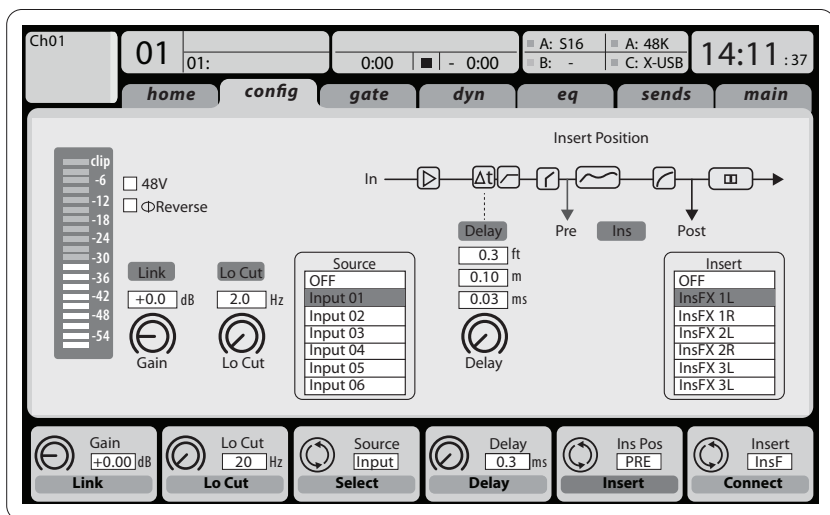 Ch01
01 01: 0:00 - 0:00 A: S16 A: 48K 14:11 : 37
B: - C: X-USB
home config gate dyn eq sends main
Insert Position
clip
-6
-12
-18
-24
-30
-36
-42
-48
-54
48V
ΦReverse
In Δt
Pre Ins Post
Delay
0.3 ft
0.10 m
0.03 ms
Delay
Link
+0.0 dB
Gain
Lo Cut
2.0 Hz
Lo Cut
Source
OFF
Input 01
Input 02
Input 03
Input 04
Input 05
Input 06
Insert
OFF
InsFX 1L
InsFX 1R
InsFX 2L
InsFX 2R
InsFX 3L
InsFX 3L
Gain
+0.00 dB
Link
Lo Cut
20 Hz
Lo Cut
Source
Input
Select
Delay
0.3 ms
Delay
Ins Pos
PRE
Insert
Insert
InsF
Connect